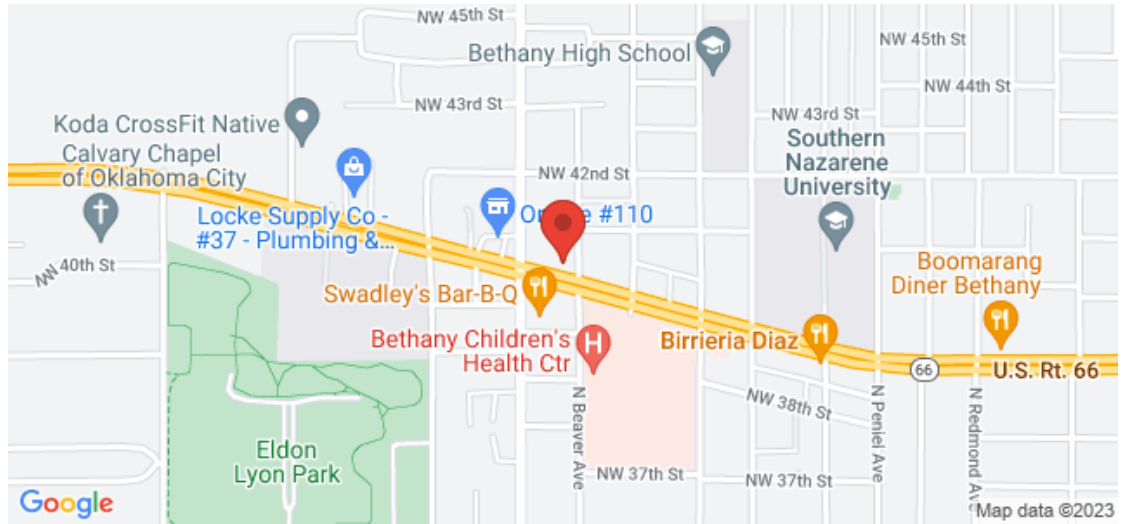 NW 45th St
Bethany High School
NW 45th St
NW 44th St
NW 43rd St
NW 43rd St
Koda CrossFit Native
Calvary Chapel
of Oklahoma City
Southern
Nazarene
University
NW 42nd St
Locke Supply Co -
#37 - Plumbing &...
#110
NW 40th St
Swadley's Bar-B-Q
Boomarang
Diner Bethany
Bethany Children's
Health Ctr
Birrieria Diaz
66
U.S. Rt. 66
NW 38th St
N Beaver Ave
N Peniel Ave
N Redmond Ave
Eldon
Lyon Park
NW 37th St
NW 37th St
Google
Map data ©2023